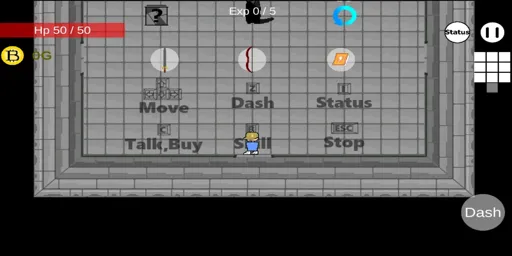 Exp 0 / 5
Hp 50 / 50
Status
B 0G
?
Z
Move
Dash
Status
C
ESC
Talk,Buy
Skill
Stop
Dash